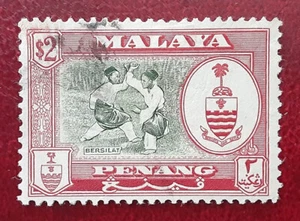 $2 MALAYA
BERSILAT
PENANG